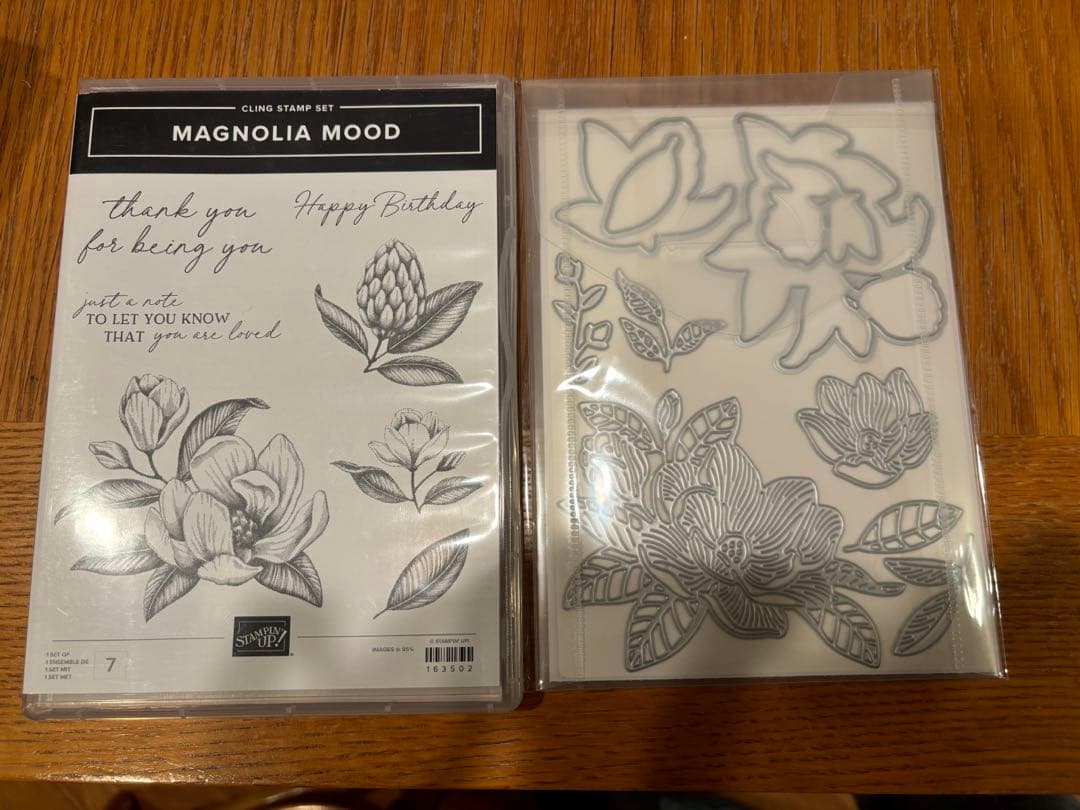 CLING STAMP SET
MAGNOLIA MOOD
thank you
for being you
Happy Birthday
just a note
TO LET YOU KNOW
THAT you are loved
STAMPIN' UP!
1 SET OF
1 ENSEMBLE DE
1 SET MIT
1 SET MET
7
IMAGES @ 95%
© STAMPIN' UP!
163502